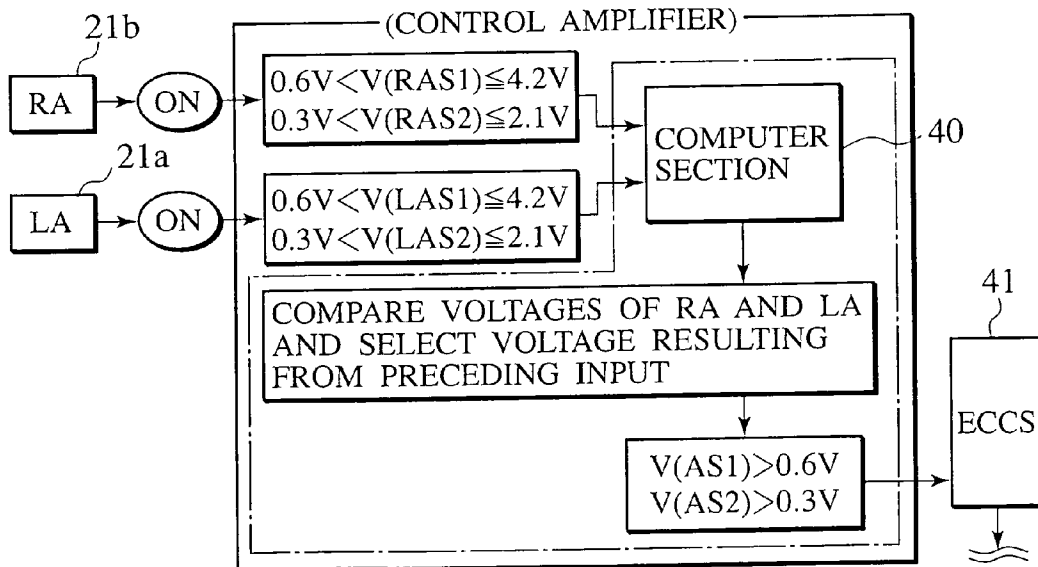 (CONTROL AMPLIFIER)
21b
RA
ON
0.6V<V(RAS1)≦4.2V
0.3V<V(RAS2)≦2.1V
21a
LA
ON
0.6V<V(LAS1)≦4.2V
0.3V<V(LAS2)≦2.1V
COMPUTER
SECTION
40
COMPARE VOLTAGES OF RA AND LA
AND SELECT VOLTAGE RESULTING
FROM PRECEDING INPUT
V(AS1)>0.6V
V(AS2)>0.3V
41
ECCS